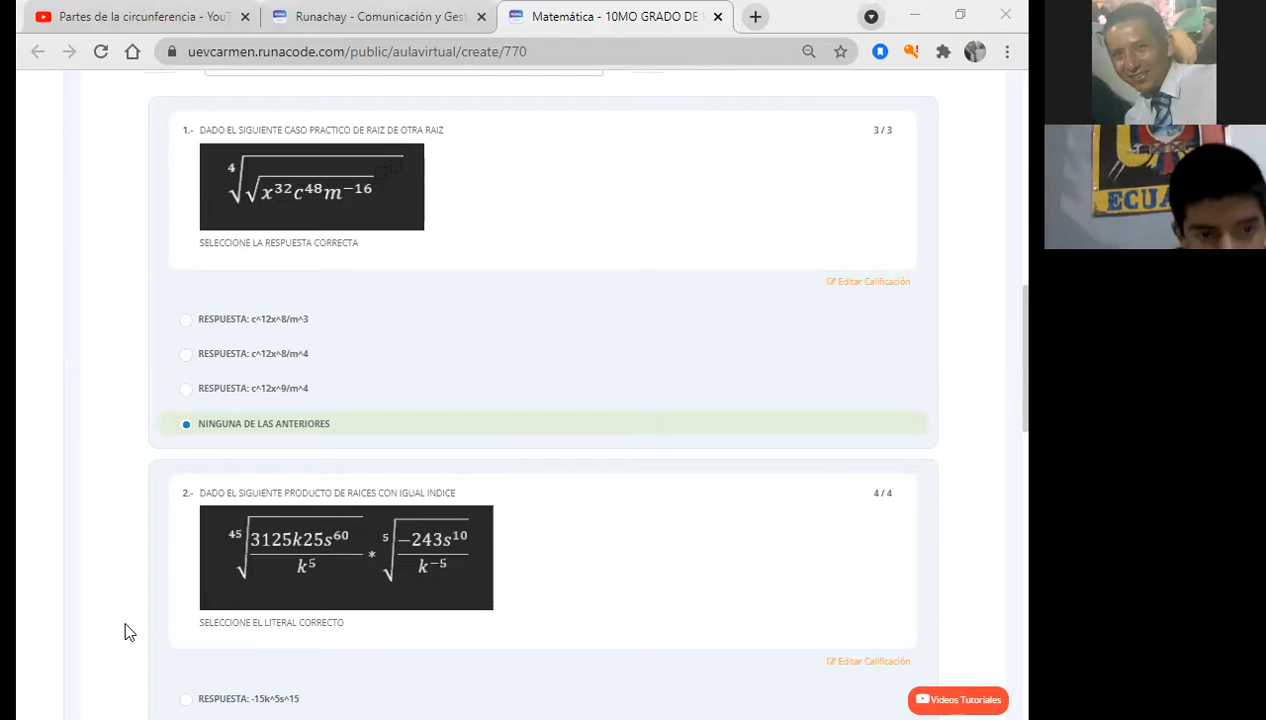 Partes de la circunferencia - YouT
Runachay - Comunicación y Gest
Matemática - 10MO GRADO DE
uevcarmen.runacode.com/public/aulavirtual/create/770
1.- DADO EL SIGUIENTE CASO PRACTICO DE RAIZ DE OTRA RAIZ
3 / 3
⁴√√x³²c⁴⁸m⁻¹⁶
SELECCIONE LA RESPUESTA CORRECTA
Editar Calificación
RESPUESTA: c^12x^8/m^3
RESPUESTA: c^12x^8/m^4
RESPUESTA: c^12x^9/m^4
NINGUNA DE LAS ANTERIORES
2.- DADO EL SIGUIENTE PRODUCTO DE RAICES CON IGUAL INDICE
4 / 4
⁴⁵√(3125k25s⁶⁰/k⁵) * ⁵√(−243s¹⁰/k⁻⁵)
SELECCIONE EL LITERAL CORRECTO
Editar Calificación
RESPUESTA: -15k^5s^15
Videos Tutoriales
ECUA